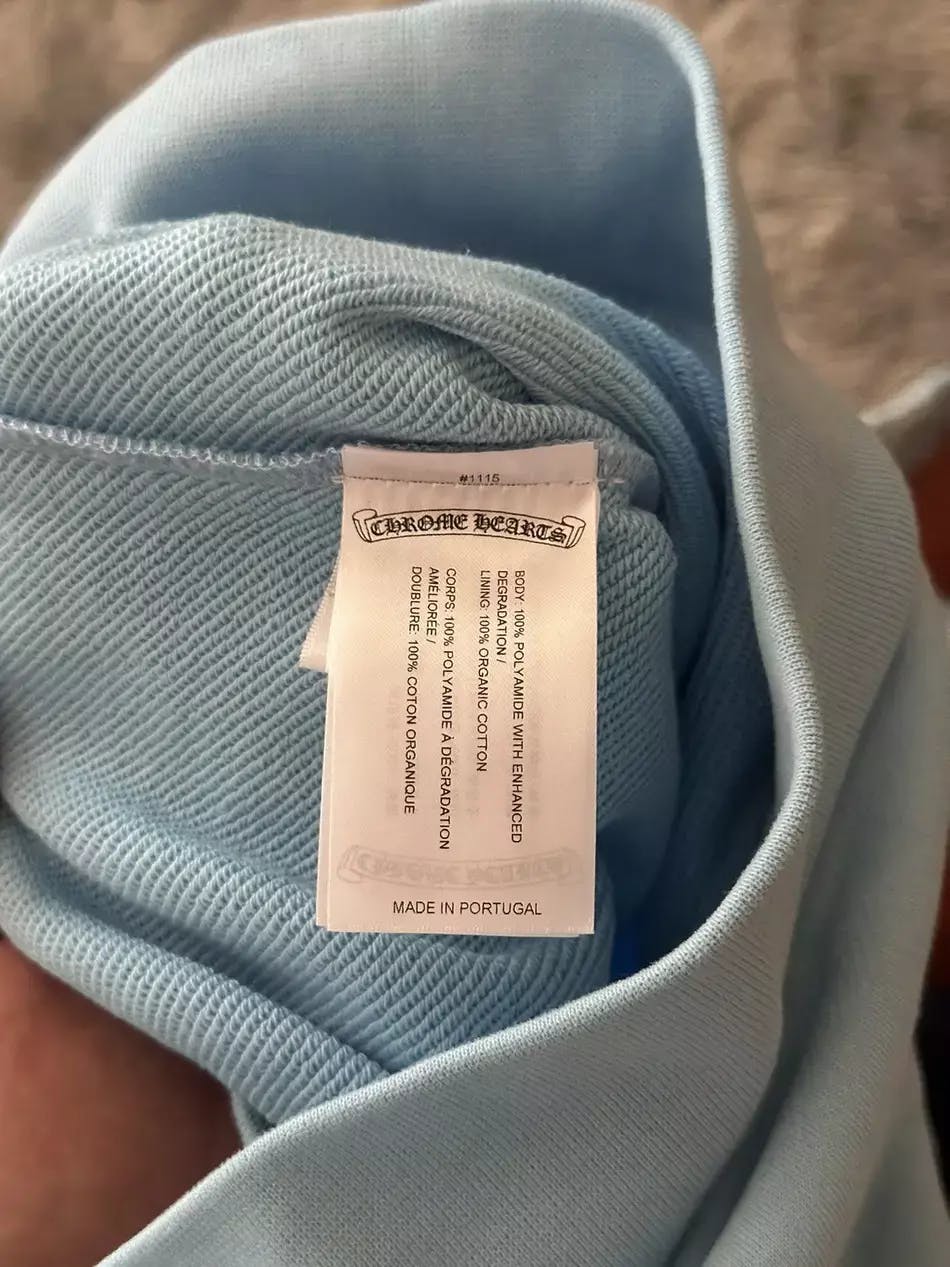 #1115
CHROME HEARTS
BODY: 100% POLYAMIDE WITH ENHANCED
DEGRADATION /
LINING: 100% ORGANIC COTTON
CORPS: 100% POLYAMIDE À DÉGRADATION
AMÉLIORÉE /
DOUBLURE: 100% COTON ORGANIQUE
MADE IN PORTUGAL